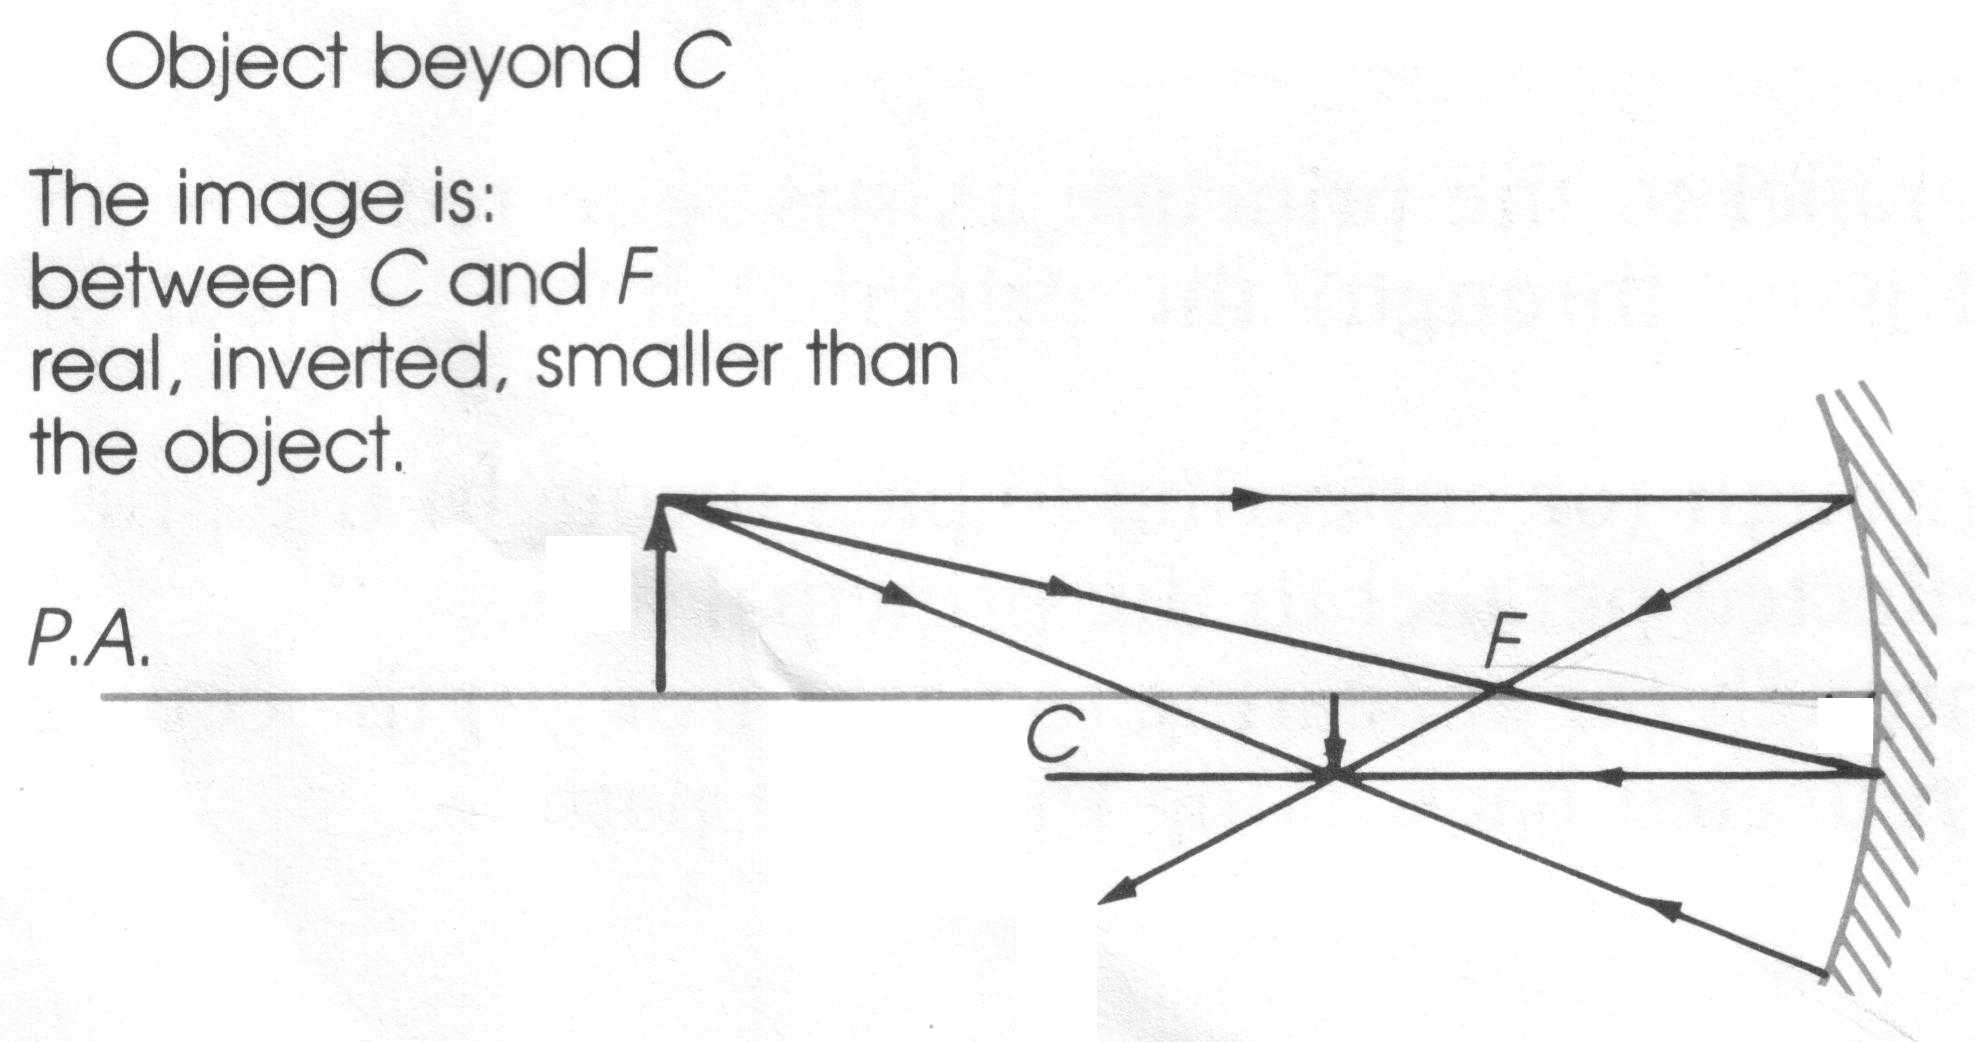 Object beyond C
The image is:
between C and F
real, inverted, smaller than
the object.
P.A.
F
C